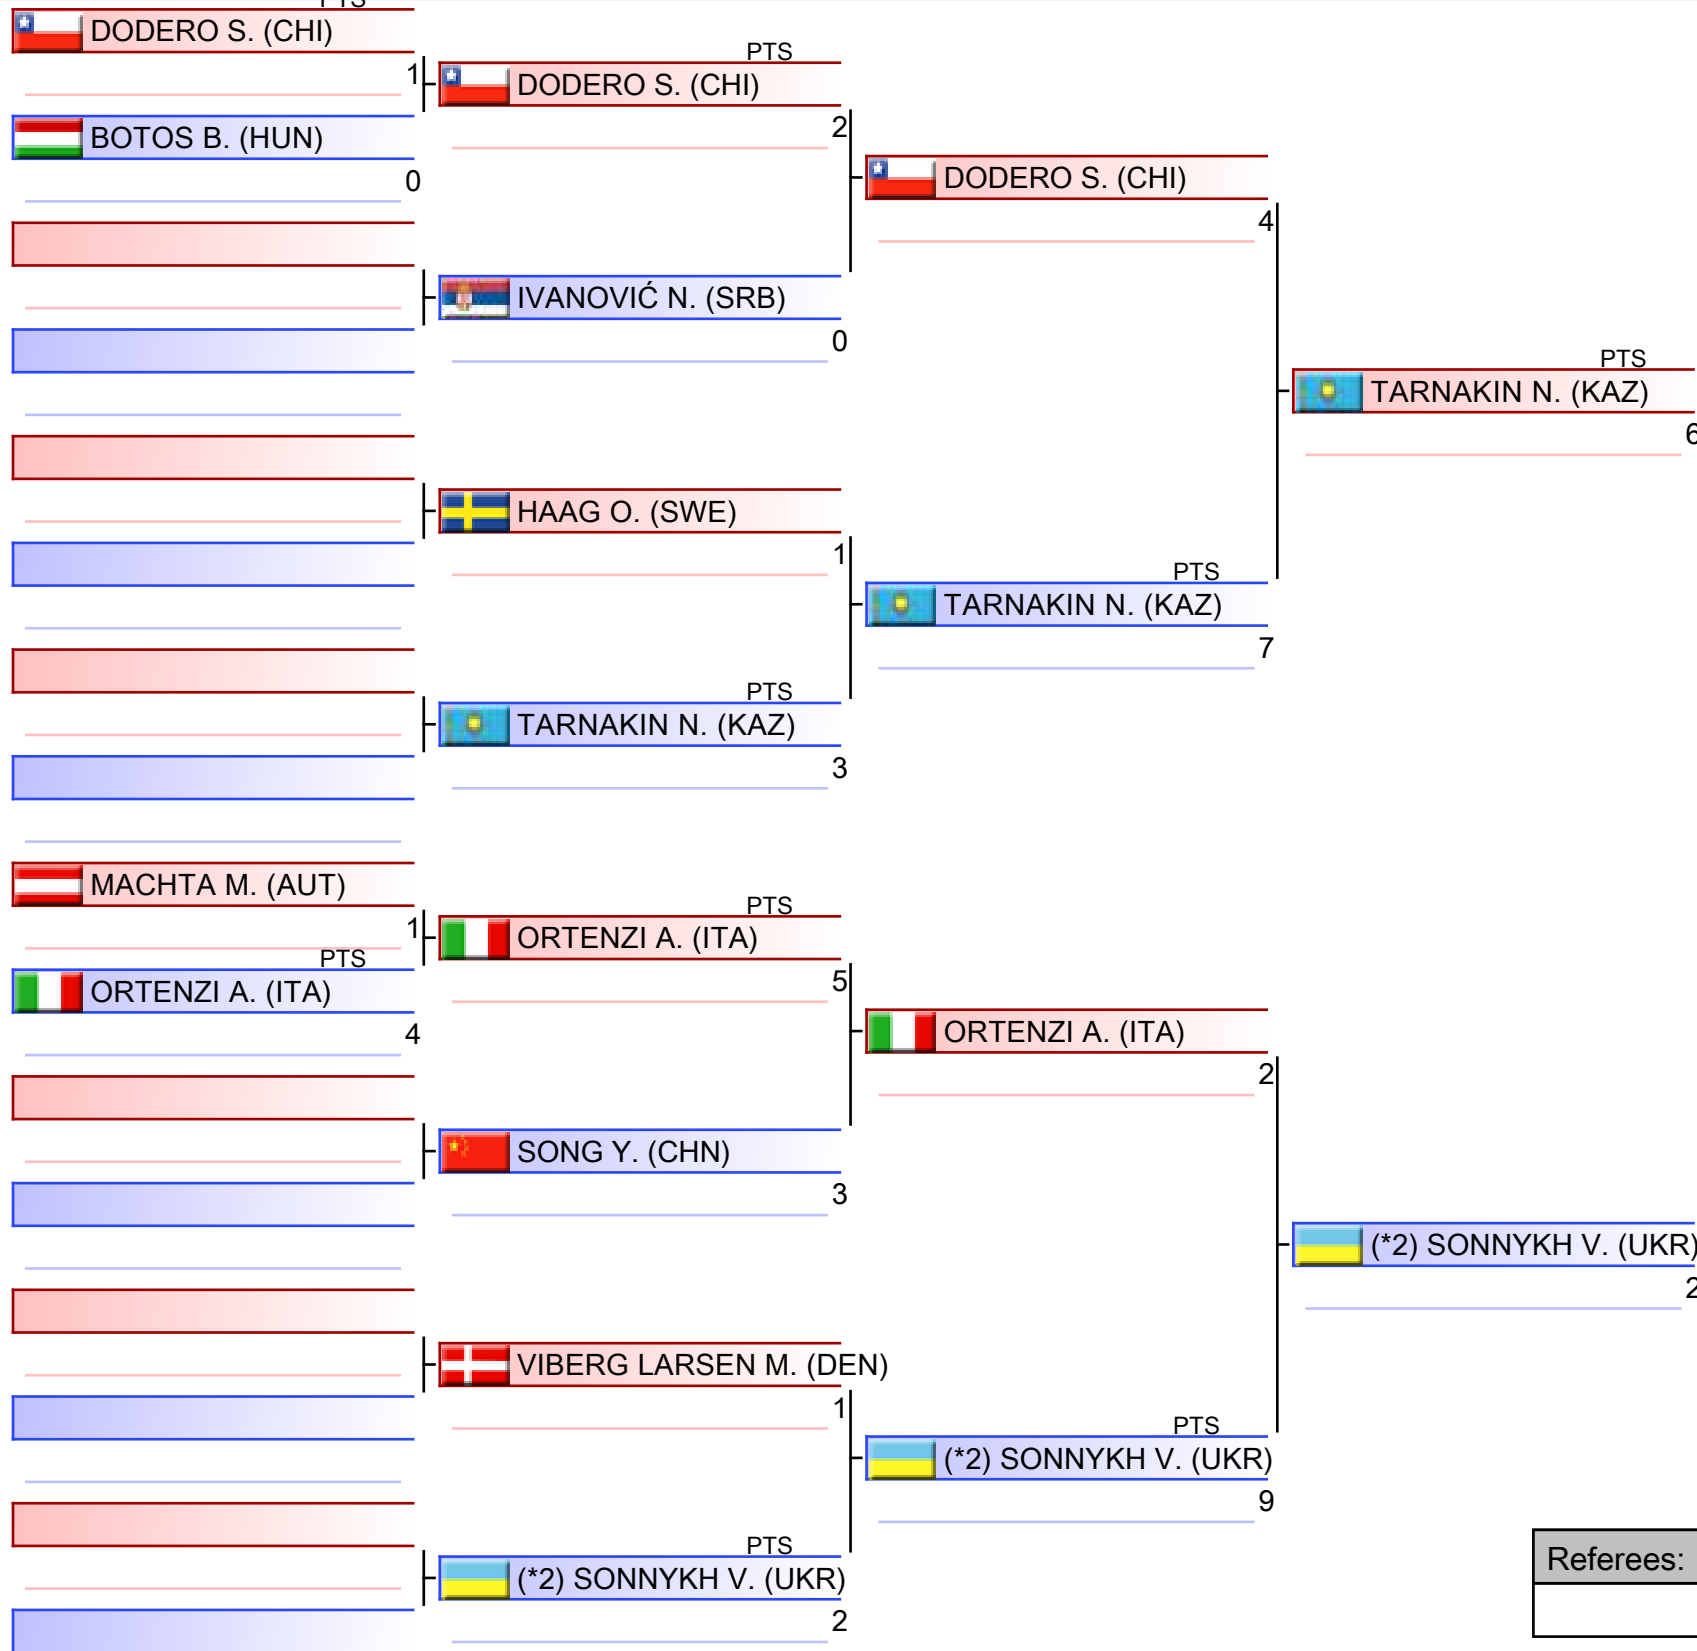 PTS
DODERO S. (CHI)
1
BOTOS B. (HUN)
0
MACHTA M. (AUT)
1
PTS
ORTENZI A. (ITA)
4
PTS
DODERO S. (CHI)
2
IVANOVIĆ N. (SRB)
0
HAAG O. (SWE)
1
PTS
TARNAKIN N. (KAZ)
3
PTS
ORTENZI A. (ITA)
5
SONG Y. (CHN)
3
VIBERG LARSEN M. (DEN)
1
PTS
(*2) SONNYKH V. (UKR)
2
DODERO S. (CHI)
4
PTS
TARNAKIN N. (KAZ)
7
ORTENZI A. (ITA)
2
PTS
(*2) SONNYKH V. (UKR)
9
PTS
TARNAKIN N. (KAZ)
6
(*2) SONNYKH V. (UKR)
2
Referees: